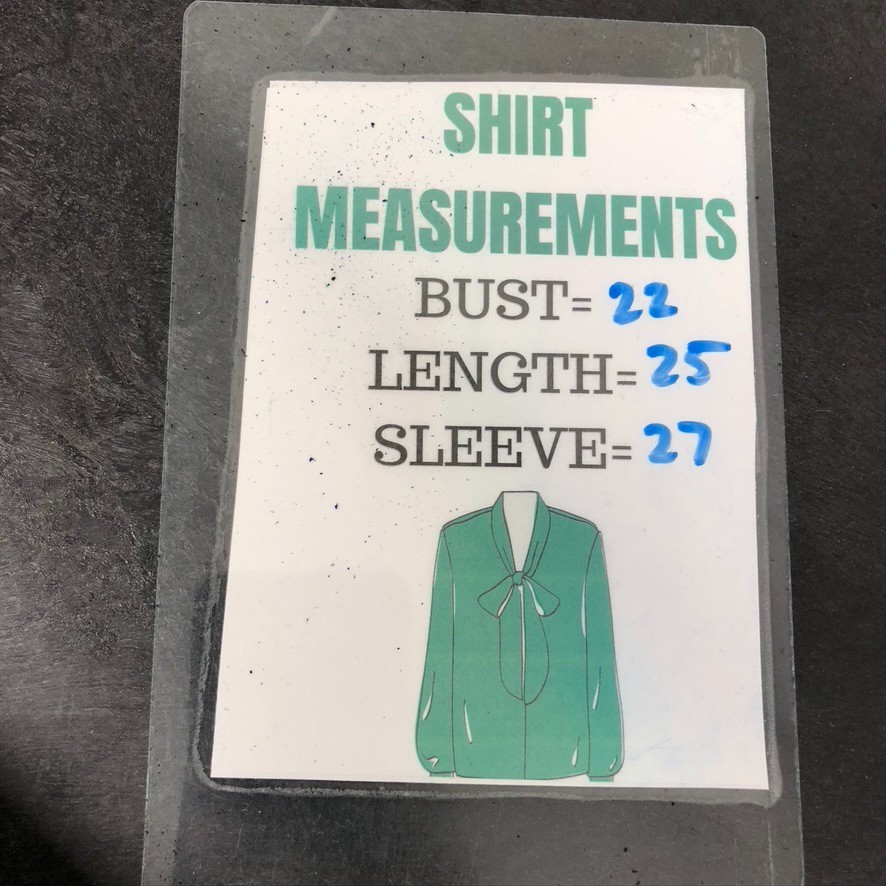 SHIRT
MEASUREMENTS
BUST= 22
LENGTH= 25
SLEEVE= 27